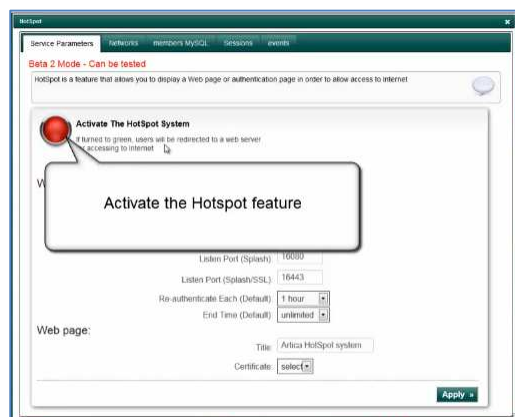 HotSpot
Service Parameters Networks members MySQL Sessions events
Beta 2 Mode - Can be tested
HotSpot is a feature that allows you to display a Web page or authentication page in order to allow access to Internet
Activate The HotSpot System
If turned to green, users will be redirected to a web server
accessing to internet
W
Activate the Hotspot feature
Listen Port (Splash): 16080
Listen Port (Splash/SSL): 16443
Re-authenticate Each (Default): 1 hour
End Time (Default): unlimited
Web page:
Title: Artica HotSpot system
Certificate: select
Apply »